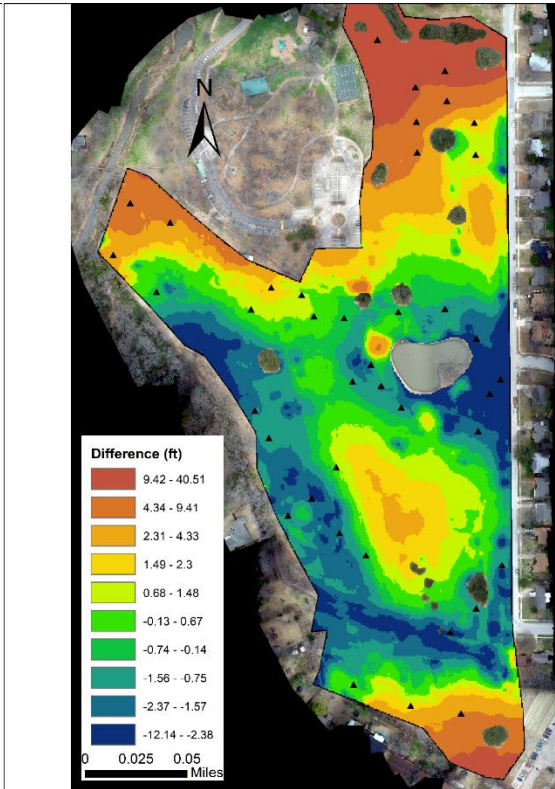 N
Difference (ft)
9.42 - 40.51
4.34 - 9.41
2.31 - 4.33
1.49 - 2.3
0.68 - 1.48
-0.13 - 0.67
-0.74 - -0.14
-1.56 - -0.75
-2.37 - -1.57
-12.14 - -2.38
0 0.025 0.05
Miles